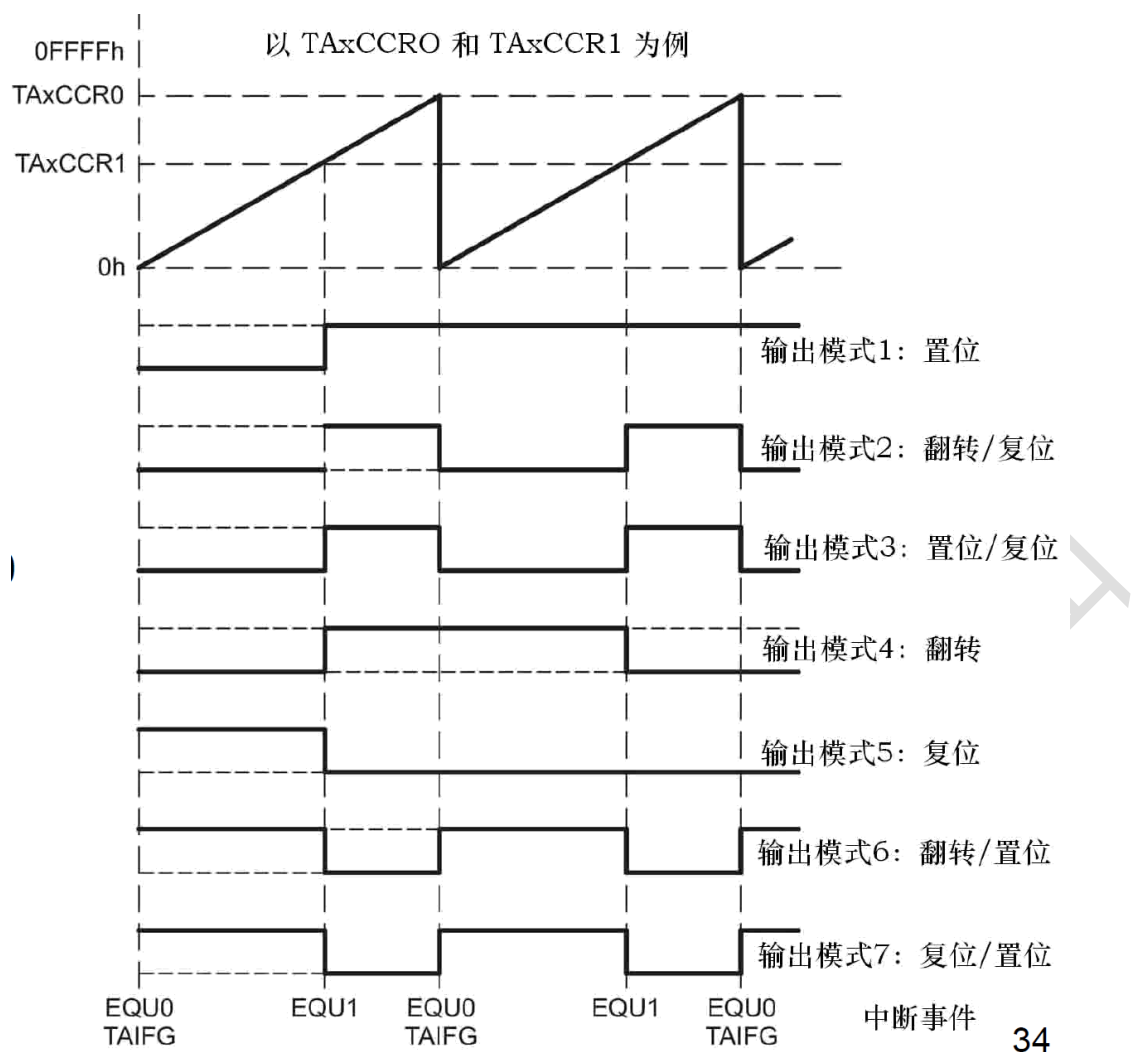 以 TAxCCRO 和 TAxCCR1 为例
0FFFFh
TAxCCR0
TAxCCR1
0h
输出模式1：置位
输出模式2：翻转/复位
输出模式3：置位/复位
输出模式4：翻转
输出模式5：复位
输出模式6：翻转/置位
输出模式7：复位/置位
EQU0 EQU1 EQU0 EQU1 EQU0
TAIFG TAIFG TAIFG
中断事件
34